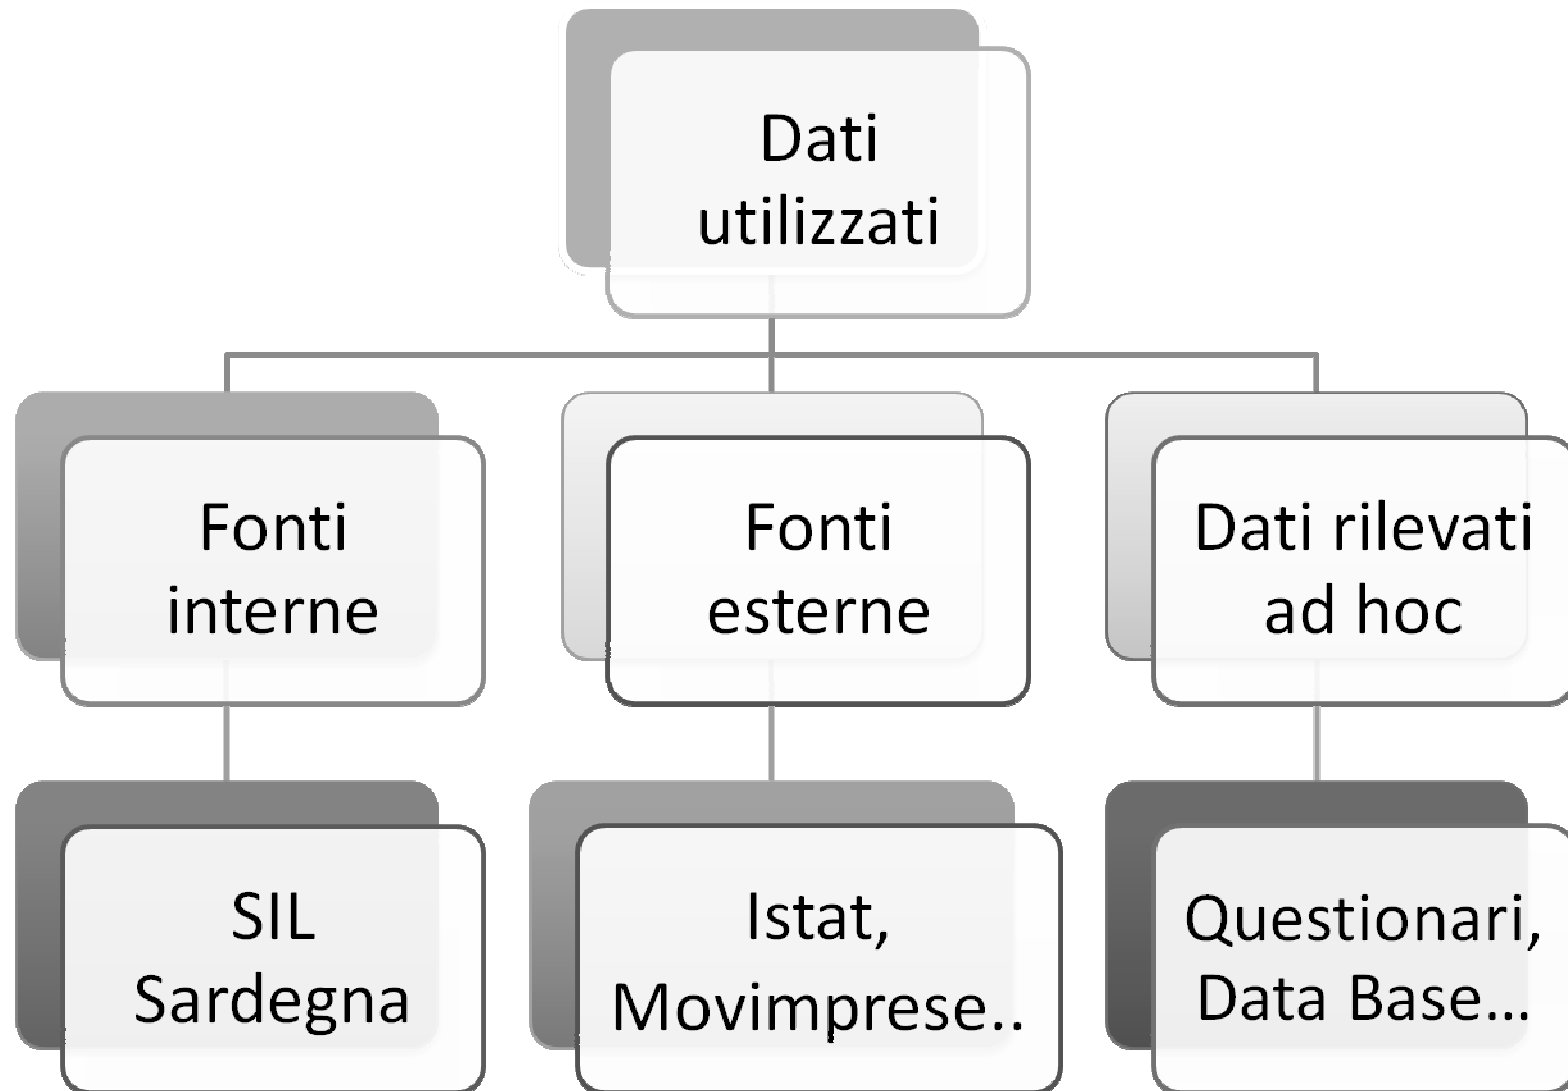 Dati
utilizzati
Fonti
interne
Fonti
esterne
Dati rilevati
ad hoc
SIL
Sardegna
Istat,
Movimprese..
Questionari,
Data Base...